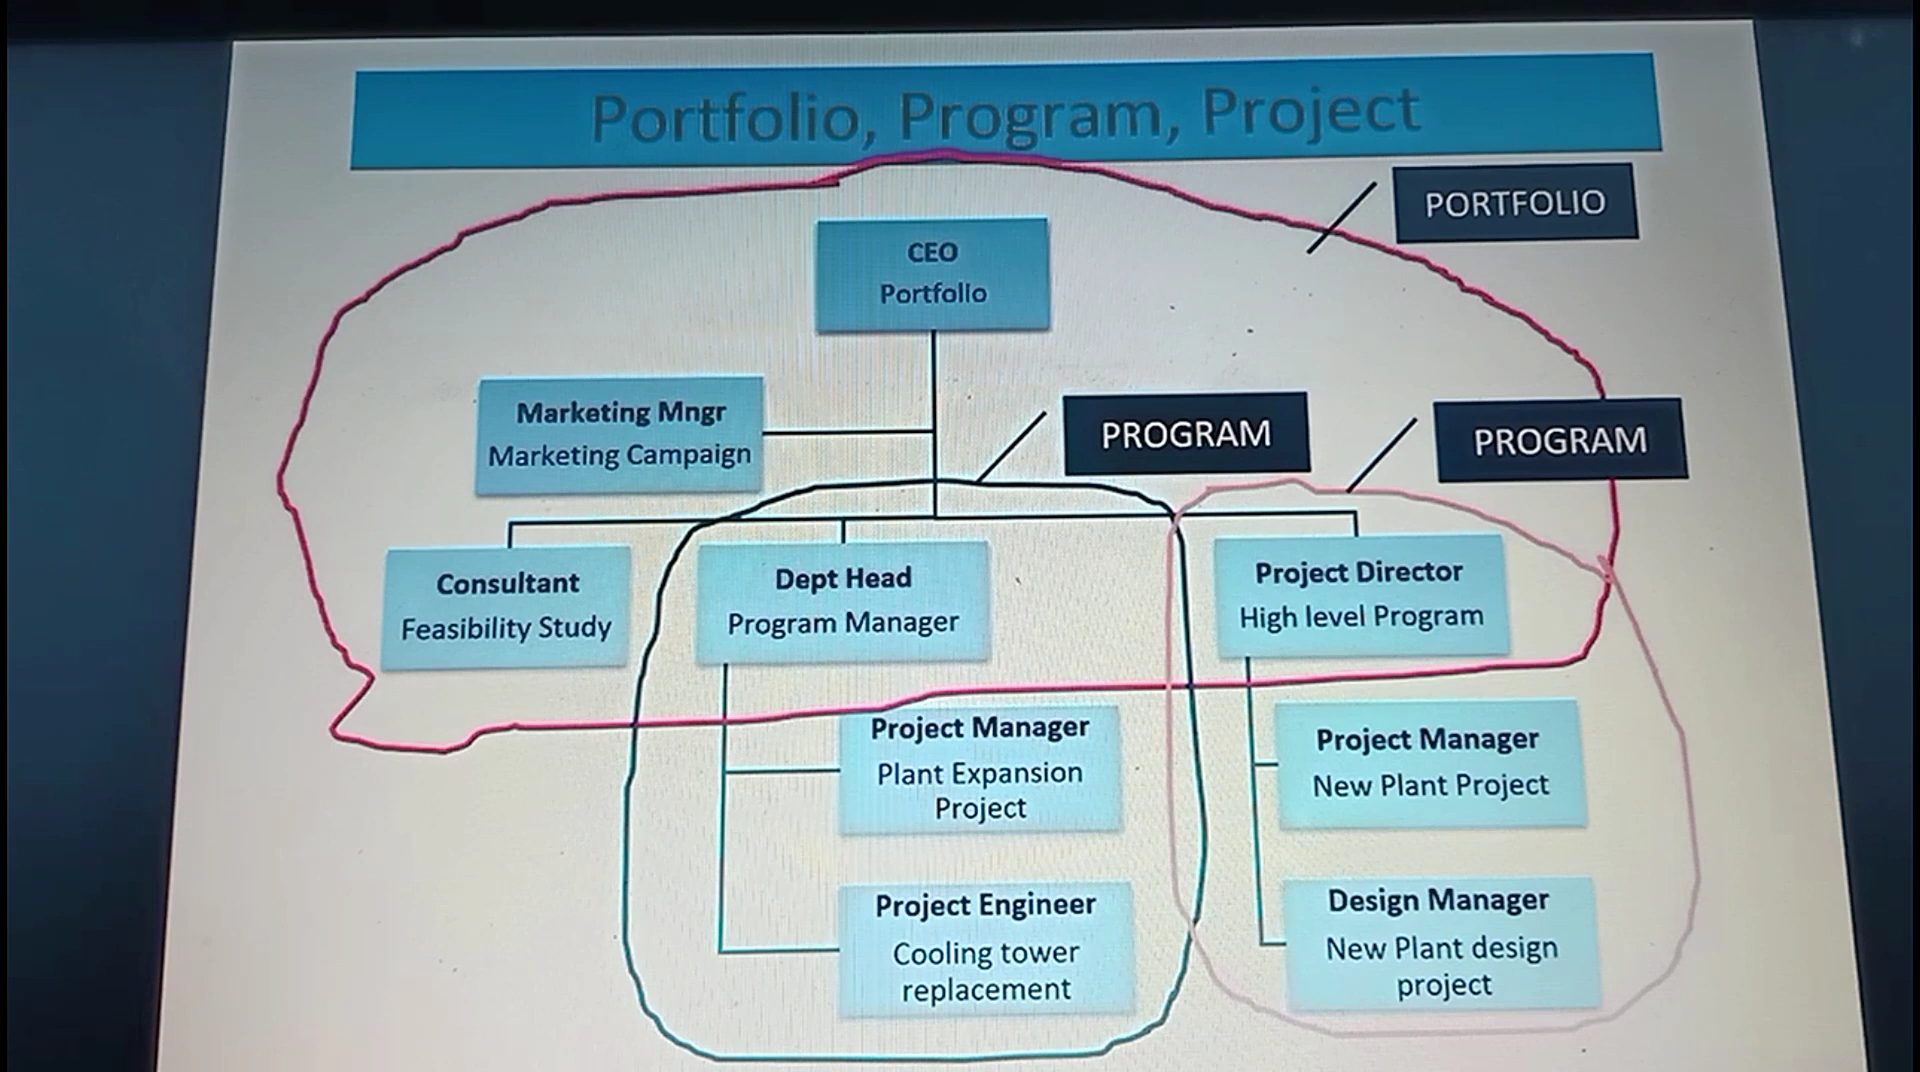 Portfolio, Program, Project
PORTFOLIO
CEO
Portfolio
Marketing Mngr
Marketing Campaign
PROGRAM
PROGRAM
Consultant
Feasibility Study
Dept Head
Program Manager
Project Director
High level Program
Project Manager
Plant Expansion
Project
Project Manager
New Plant Project
Project Engineer
Cooling tower
replacement
Design Manager
New Plant design
project